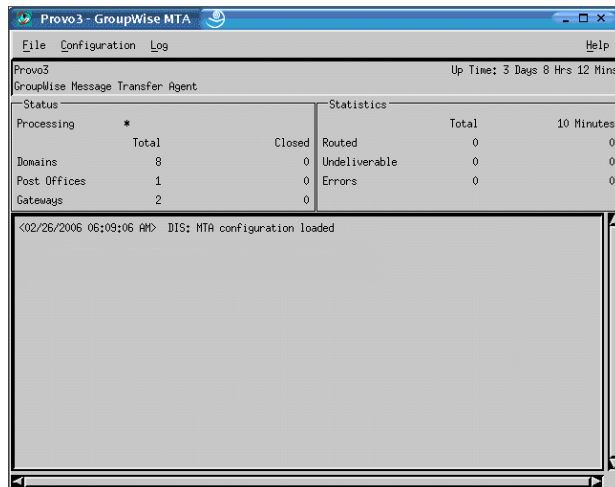 Provo3 - GroupWise MTA
File Configuration Log Help
Provo3 Up Time: 3 Days 8 Hrs 12 Mins
GroupWise Message Transfer Agent
Status Statistics
Processing * Total 10 Minutes
Total Closed Routed 0 0
Domains 8 0 Undeliverable 0 0
Post Offices 1 0 Errors 0 0
Gateways 2 0
<02/26/2006 06:09:06 AM> DIS: MTA configuration loaded